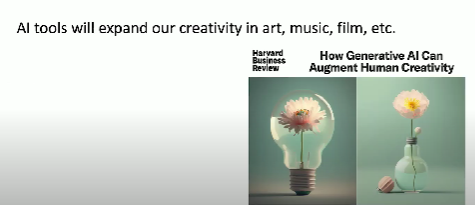 AI tools will expand our creativity in art, music, film, etc.
Harvard
Business
Review
How Generative AI Can
Augment Human Creativity